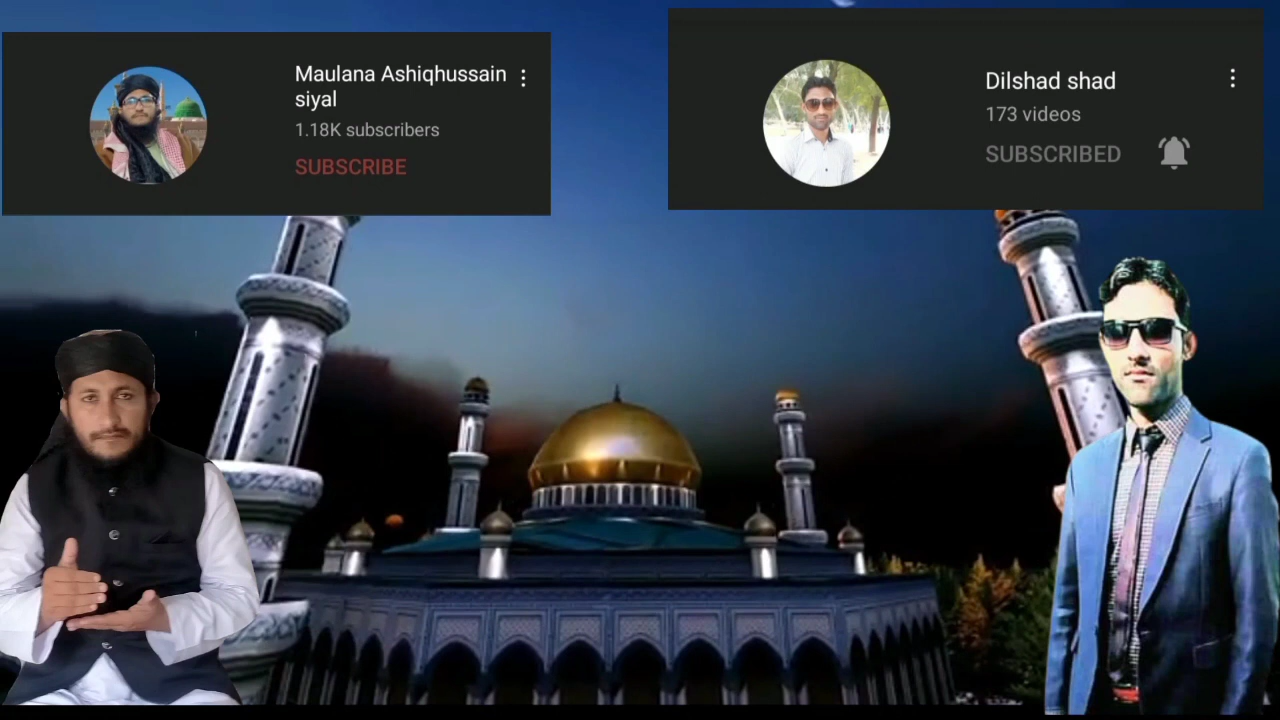 Maulana Ashiqhussain
siyal
1.18K subscribers
SUBSCRIBE
Dilshad shad
173 videos
SUBSCRIBED